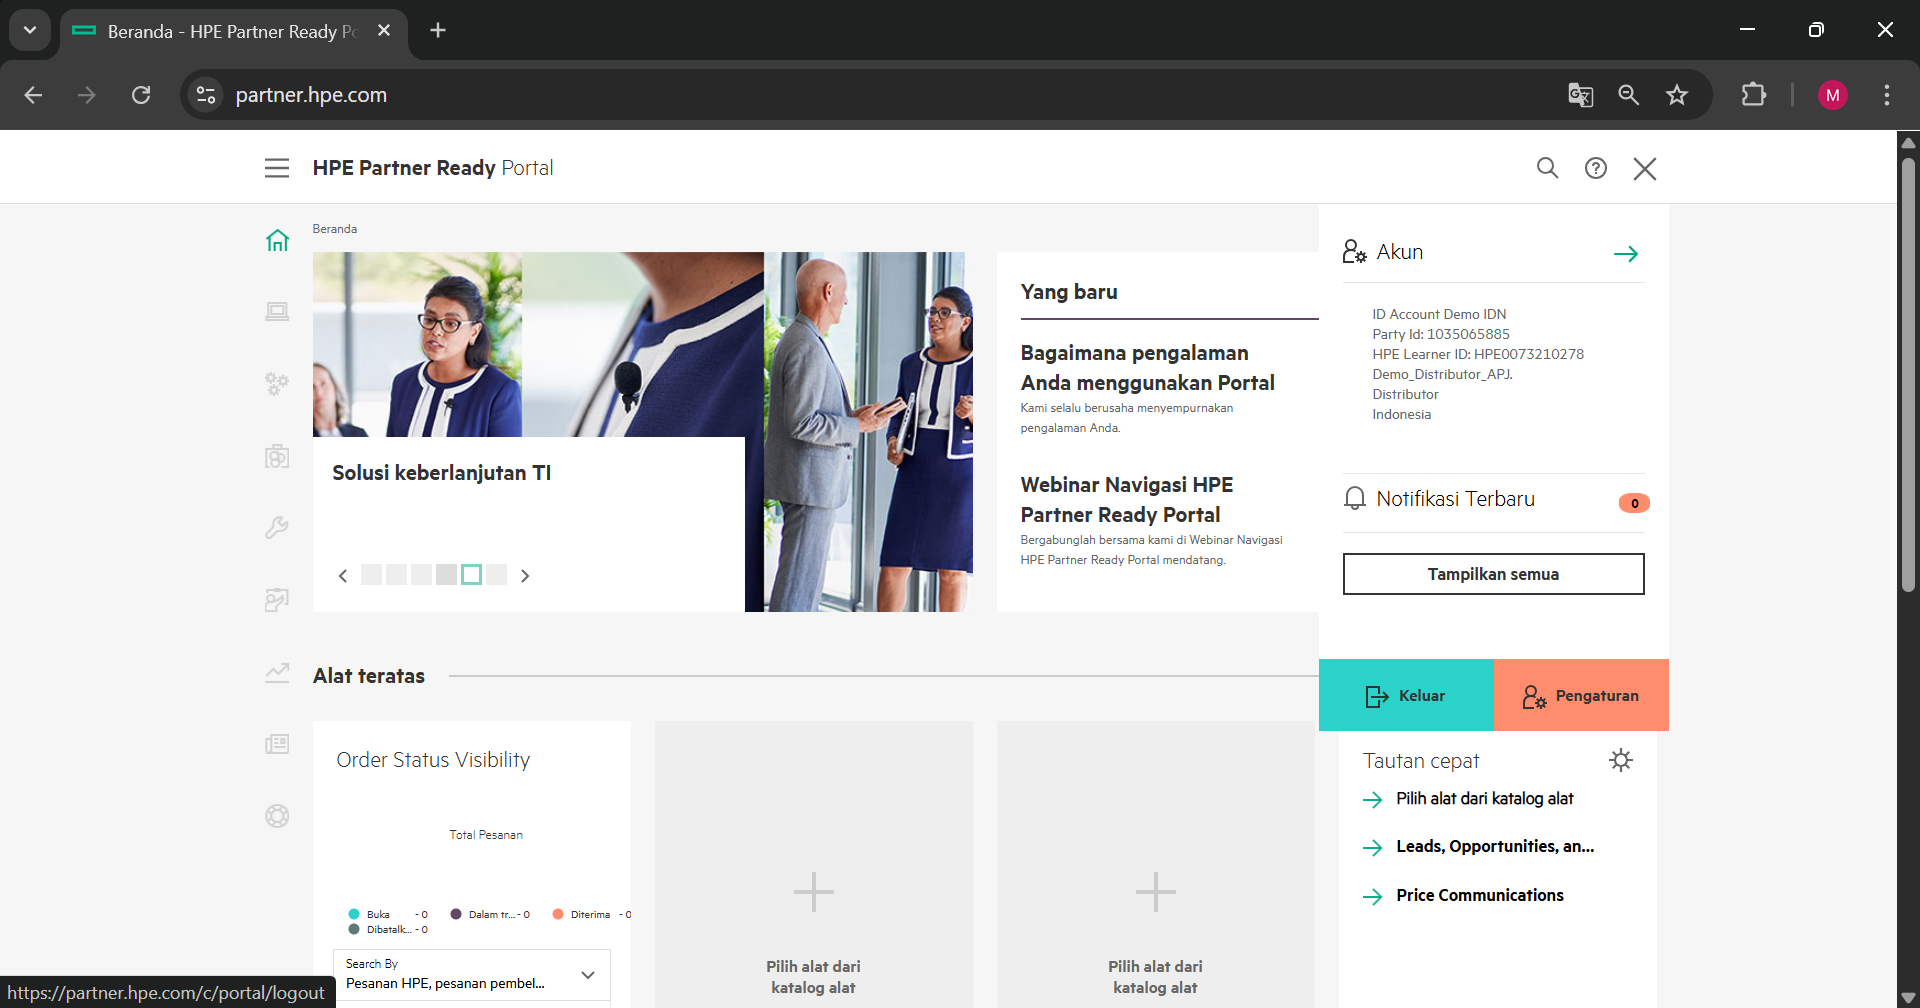 Beranda - HPE Partner Ready Po
partner.hpe.com
M
HPE Partner Ready Portal
Beranda
Solusi keberlanjutan TI
Yang baru
Bagaimana pengalaman
Anda menggunakan Portal
Kami selalu berusaha menyempurnakan
pengalaman Anda.
Webinar Navigasi HPE
Partner Ready Portal
Bergabunglah bersama kami di Webinar Navigasi
HPE Partner Ready Portal mendatang.
Akun
ID Account Demo IDN
Party Id: 1035065885
HPE Learner ID: HPE0073210278
Demo_Distributor_APJ.
Distributor
Indonesia
Notifikasi Terbaru
0
Tampilkan semua
Keluar
Pengaturan
Alat teratas
Order Status Visibility
Total Pesanan
Buka - 0
Dalam tr... - 0
Diterima - 0
Dibatalk... - 0
Search By
Pesanan HPE, pesanan pembel...
Pilih alat dari
katalog alat
Pilih alat dari
katalog alat
Tautan cepat
Pilih alat dari katalog alat
Leads, Opportunities, an...
Price Communications
https://partner.hpe.com/c/portal/logout